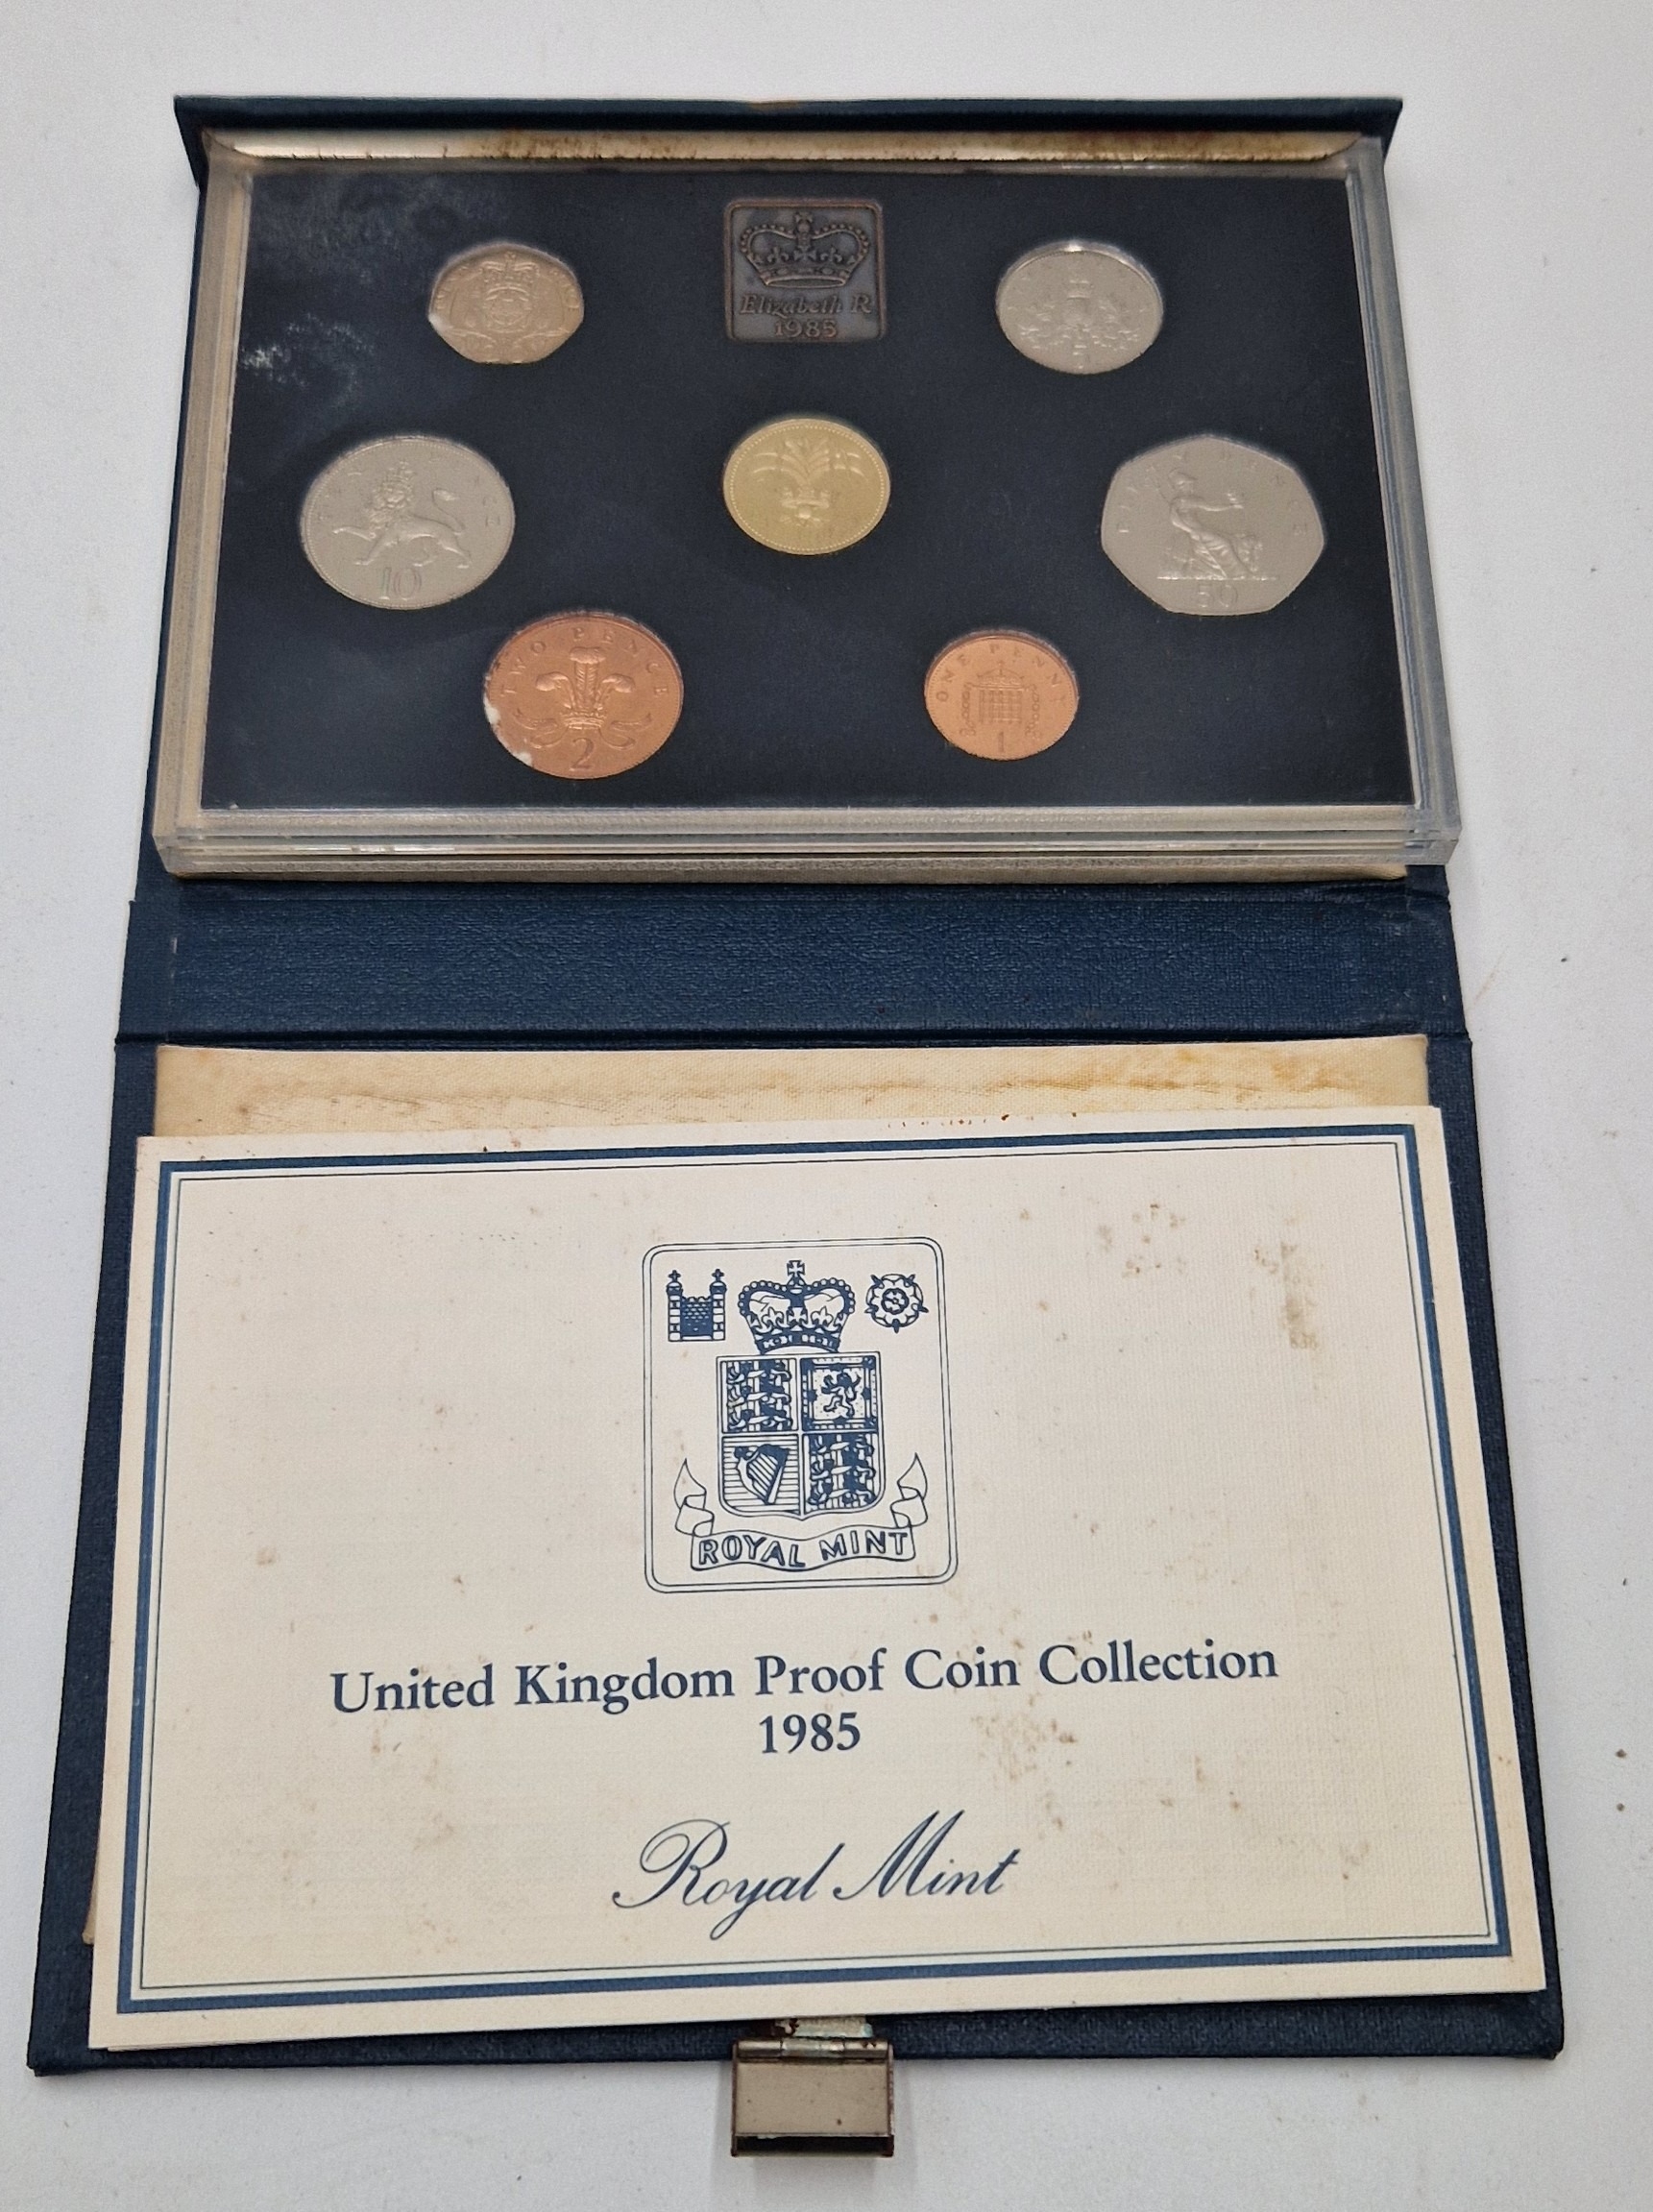 Elizabeth R
1985
5
10
50
TWO PENCE
2
ONE PENNY
1
ROYAL MINT
United Kingdom Proof Coin Collection
1985
Royal Mint